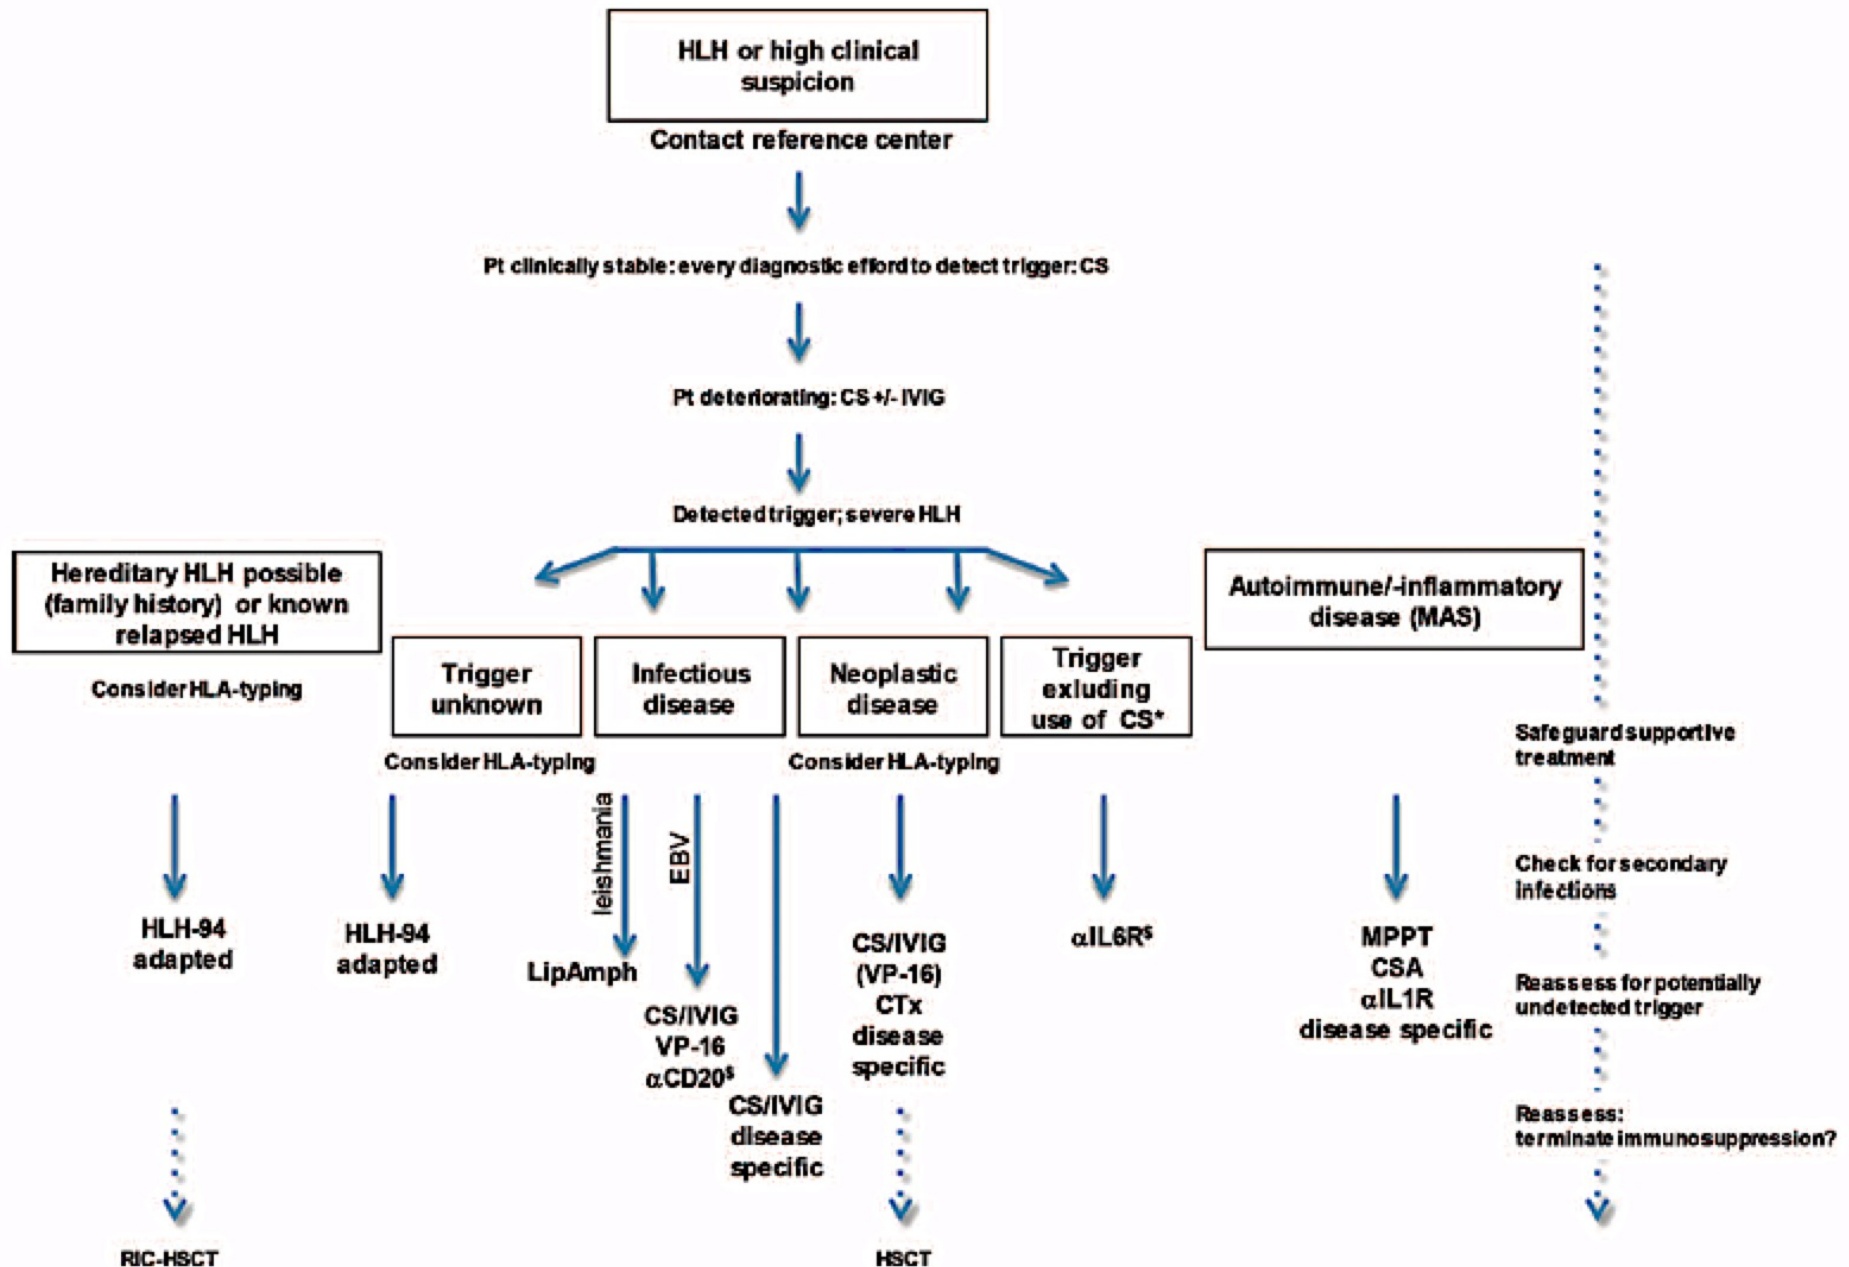 HLH or high clinical
suspicion
Contact reference center
Pt clinically stable: every diagnostic efford to detect trigger: CS
Pt deteriorating: CS +/- IVIG
Detected trigger; severe HLH
Hereditary HLH possible
(family history) or known
relapsed HLH
Consider HLA-typing
Trigger
unknown
Consider HLA-typing
Infectious
disease
Neoplastic
disease
Consider HLA-typing
Trigger
exluding
use of CS*
Autoimmune/-inflammatory
disease (MAS)
HLH-94
adapted
RIC-HSCT
HLH-94
adapted
leishmania
LipAmph
EBV
CS/IVIG
VP-16
αCD20$
CS/IVIG
disease
specific
CS/IVIG
(VP-16)
CTx
disease
specific
HSCT
αIL6R$
MPPT
CSA
αIL1R
disease specific
Safeguard supportive
treatment
Check for secondary
infections
Reassess for potentially
undetected trigger
Reassess:
terminate immunosuppression?